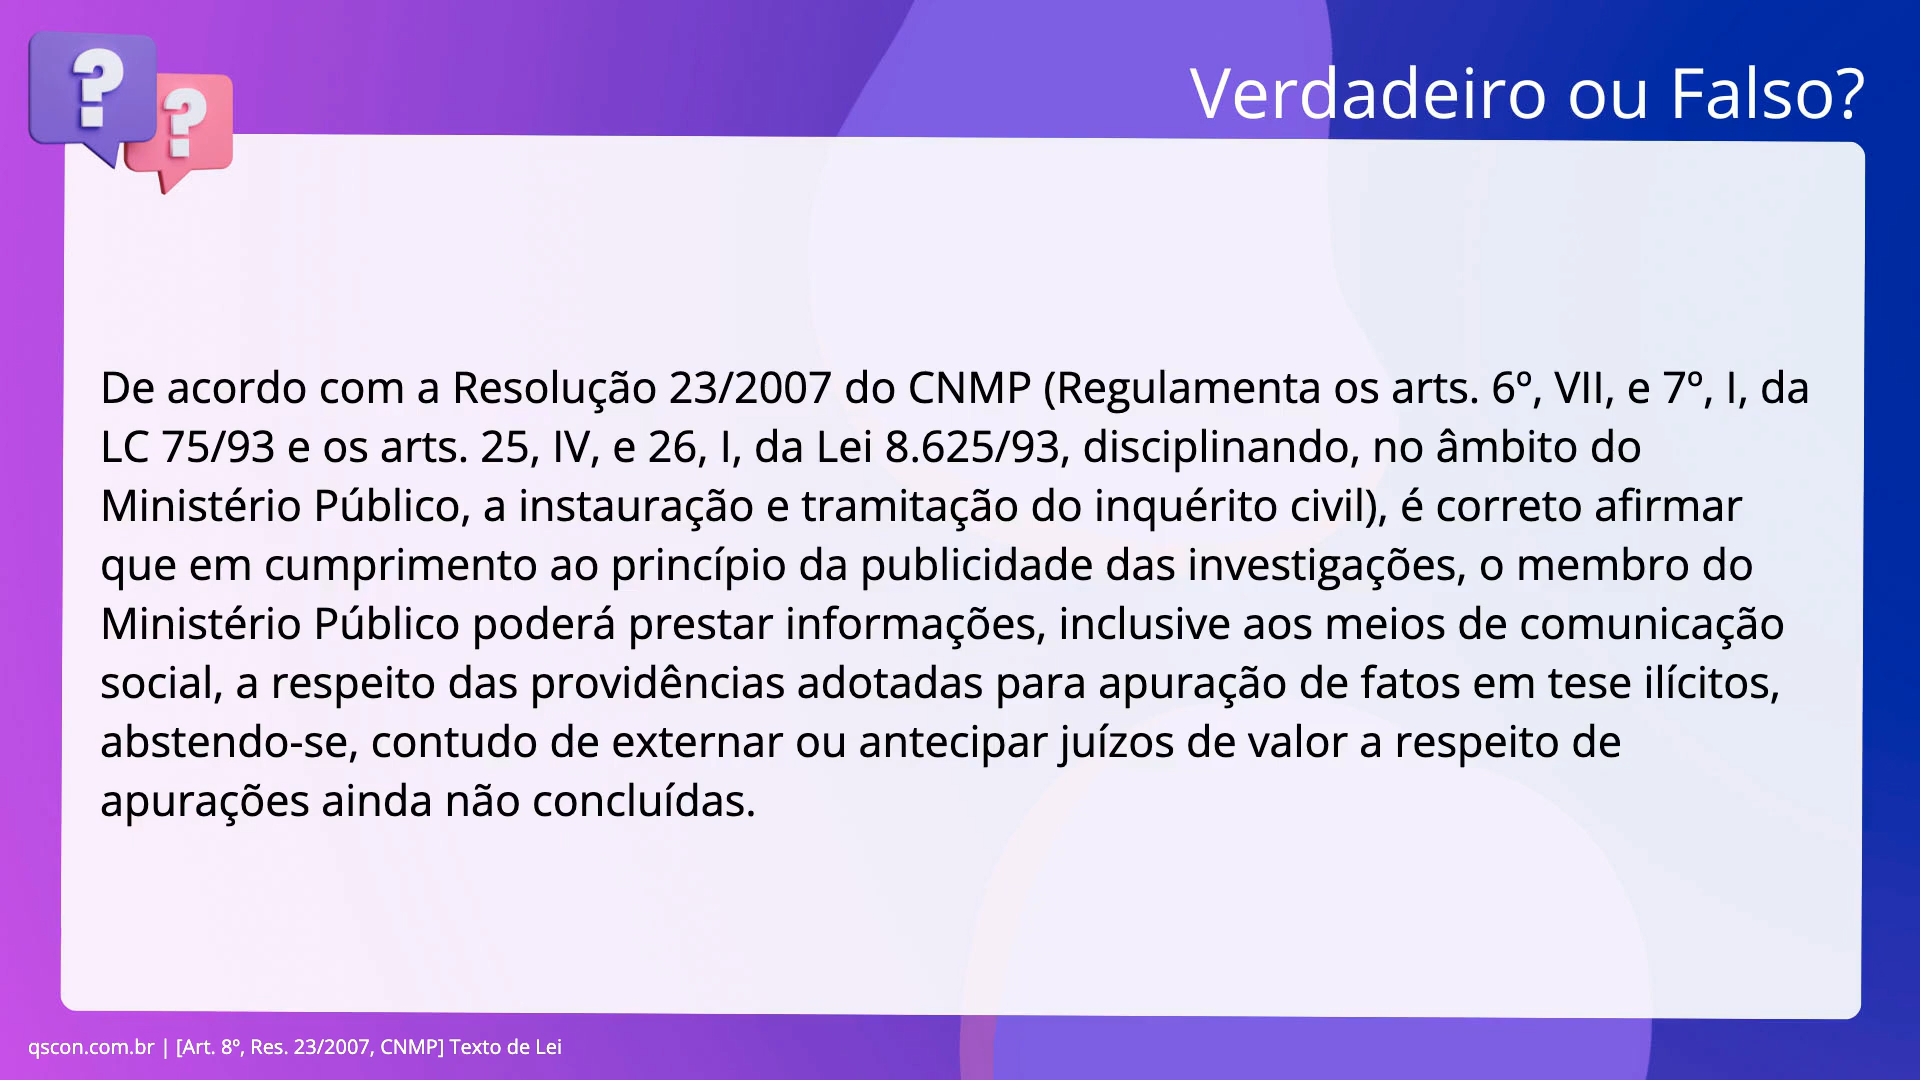 Verdadeiro ou Falso?
De acordo com a Resolução 23/2007 do CNMP (Regulamenta os arts. 6º, VII, e 7º, I, da
LC 75/93 e os arts. 25, IV, e 26, I, da Lei 8.625/93, disciplinando, no âmbito do
Ministério Público, a instauração e tramitação do inquérito civil), é correto afirmar
que em cumprimento ao princípio da publicidade das investigações, o membro do
Ministério Público poderá prestar informações, inclusive aos meios de comunicação
social, a respeito das providências adotadas para apuração de fatos em tese ilícitos,
abstendo-se, contudo de externar ou antecipar juízos de valor a respeito de
apurações ainda não concluídas.
qscon.com.br | [Art. 8º, Res. 23/2007, CNMP] Texto de Lei